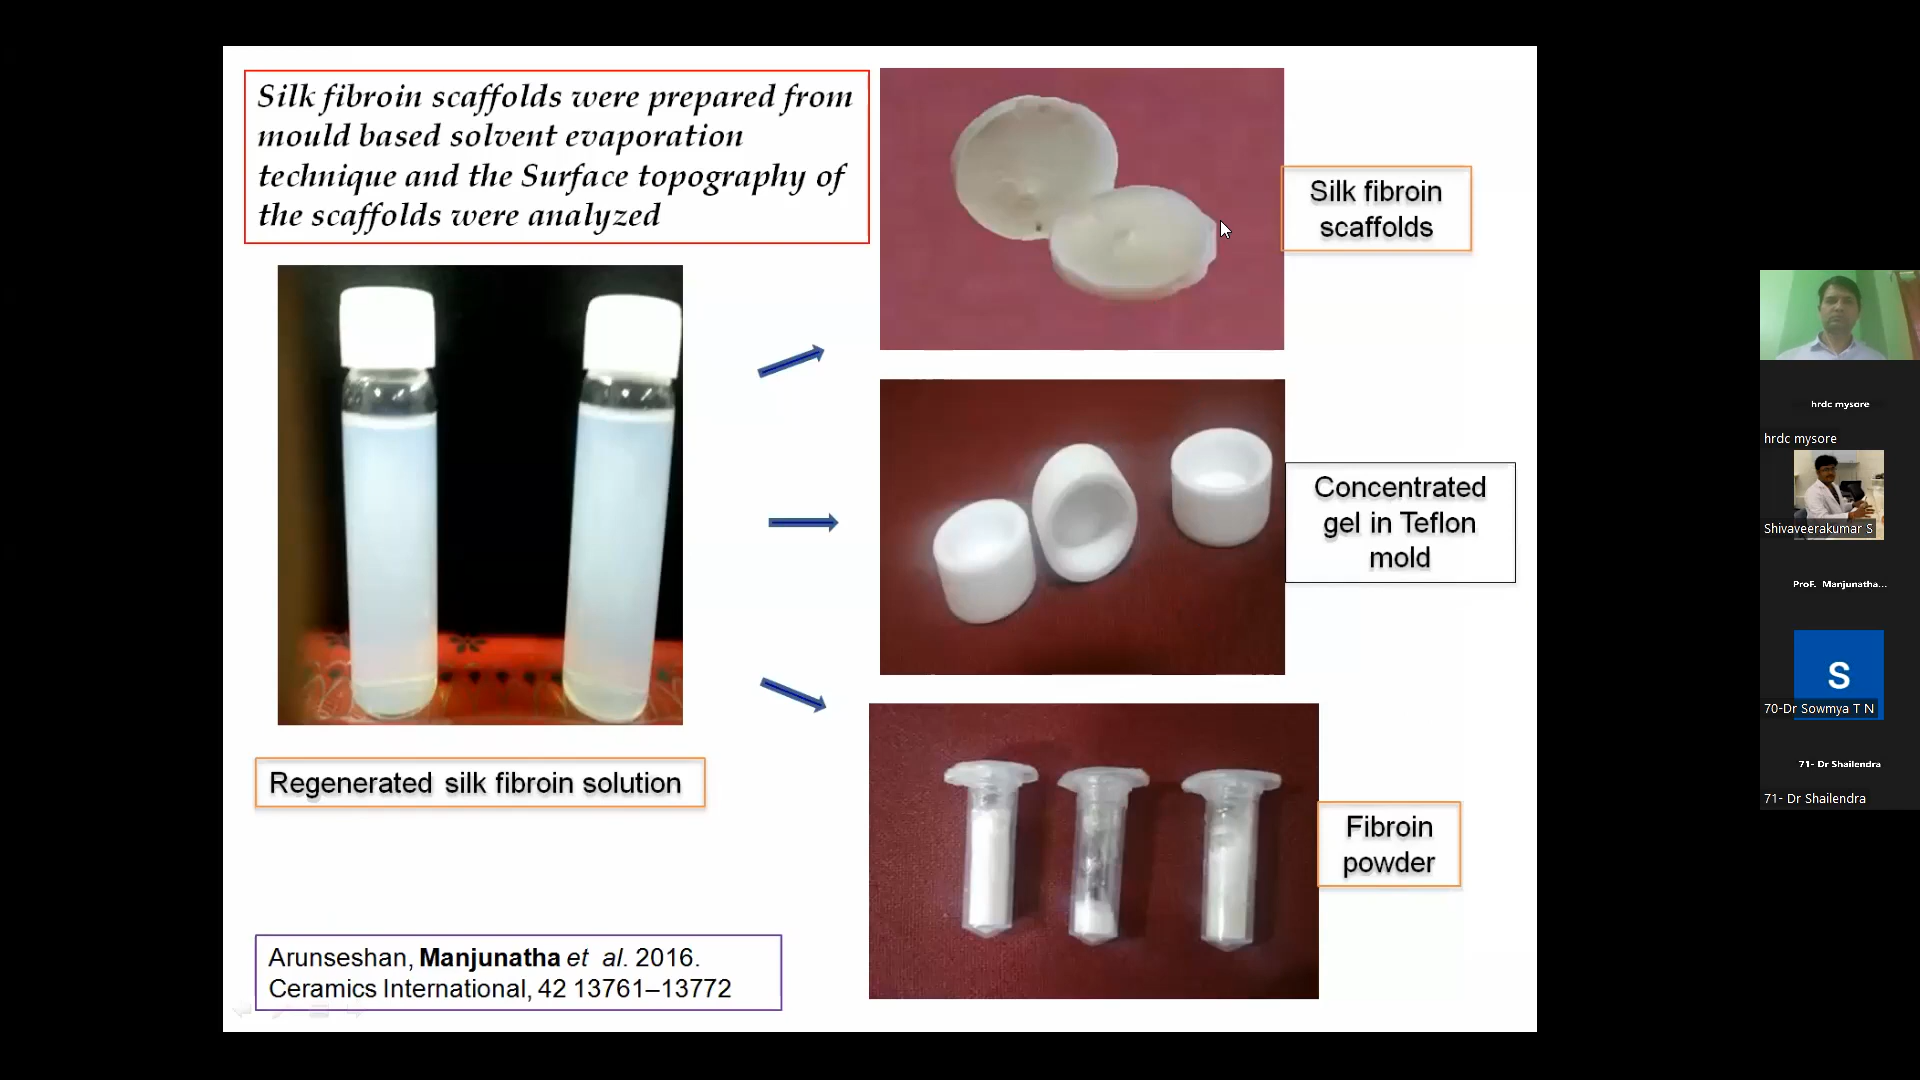 Silk fibroin scaffolds were prepared from
mould based solvent evaporation
technique and the Surface topography of
the scaffolds were analyzed
Silk fibroin
scaffolds
Concentrated
gel in Teflon
mold
Regenerated silk fibroin solution
Fibroin
powder
Arunseshan, Manjunatha et al. 2016.
Ceramics International, 42 13761–13772
hrdc mysore
hrdc mysore
Shivaveerakumar S
ProF. Manjunatha...
S
70-Dr Sowmya T N
71- Dr Shailendra
71- Dr Shailendra